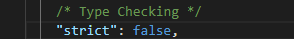 /* Type Checking */
"strict": false,